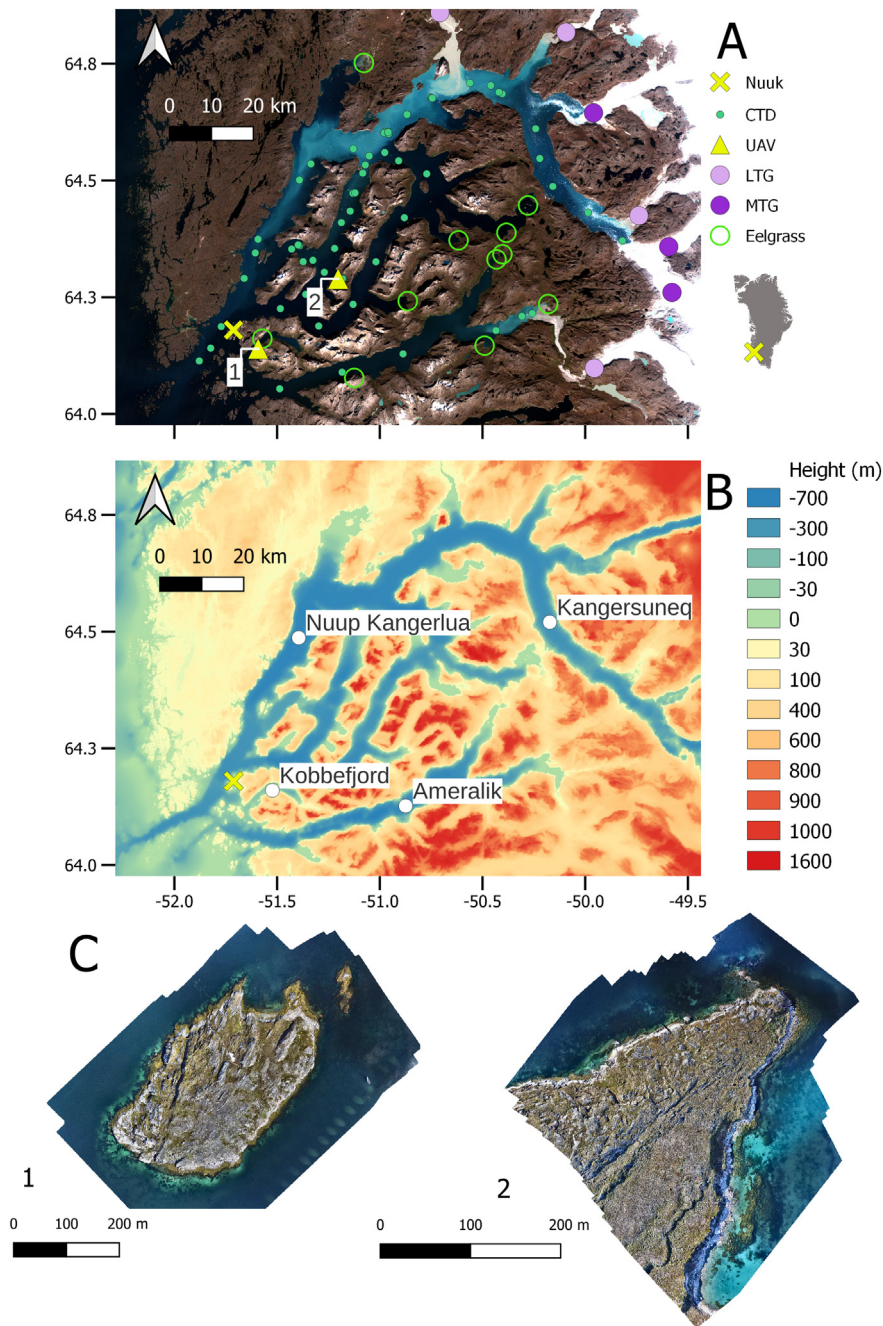 A
64.8
64.5
64.3
64.0
0 10 20 km
2
1
Nuuk
CTD
UAV
LTG
MTG
Eelgrass
B
64.8
64.5
64.3
64.0
0 10 20 km
Nuup Kangerlua
Kangersuneq
Kobbefjord
Ameralik
-52.0 -51.5 -51.0 -50.5 -50.0 -49.5
Height (m)
-700
-300
-100
-30
0
30
100
400
600
800
900
1000
1600
C
1
0 100 200 m
2
0 100 200 m